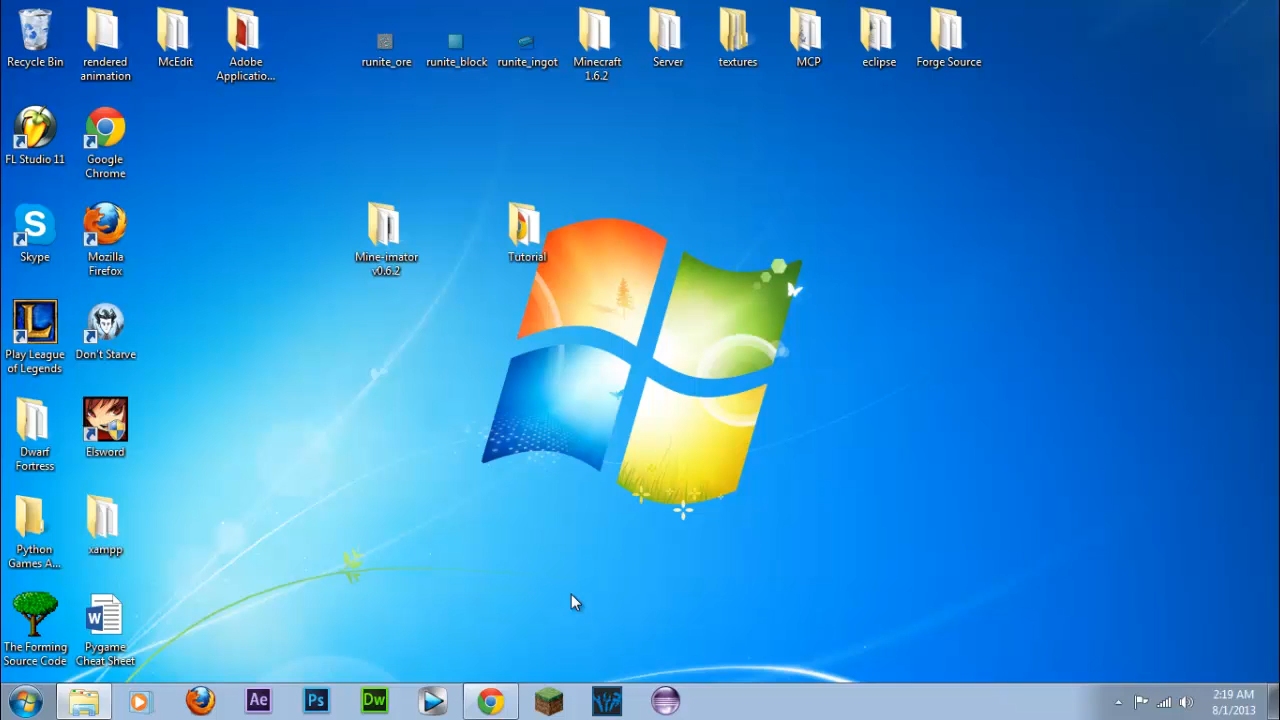 Recycle Bin
rendered
animation
McEdit
Adobe
Applicatio...
runite_ore
runite_block
runite_ingot
Minecraft
1.6.2
Server
textures
MCP
eclipse
Forge Source
FL Studio 11
Google
Chrome
Skype
Mozilla
Firefox
Mine-imator
v0.6.2
Tutorial
Play League
of Legends
Don't Starve
Dwarf
Fortress
Elsword
Python
Games A...
xampp
The Forming
Source Code
Pygame
Cheat Sheet
Ae
Ps
Dw
2:19 AM
8/1/2013